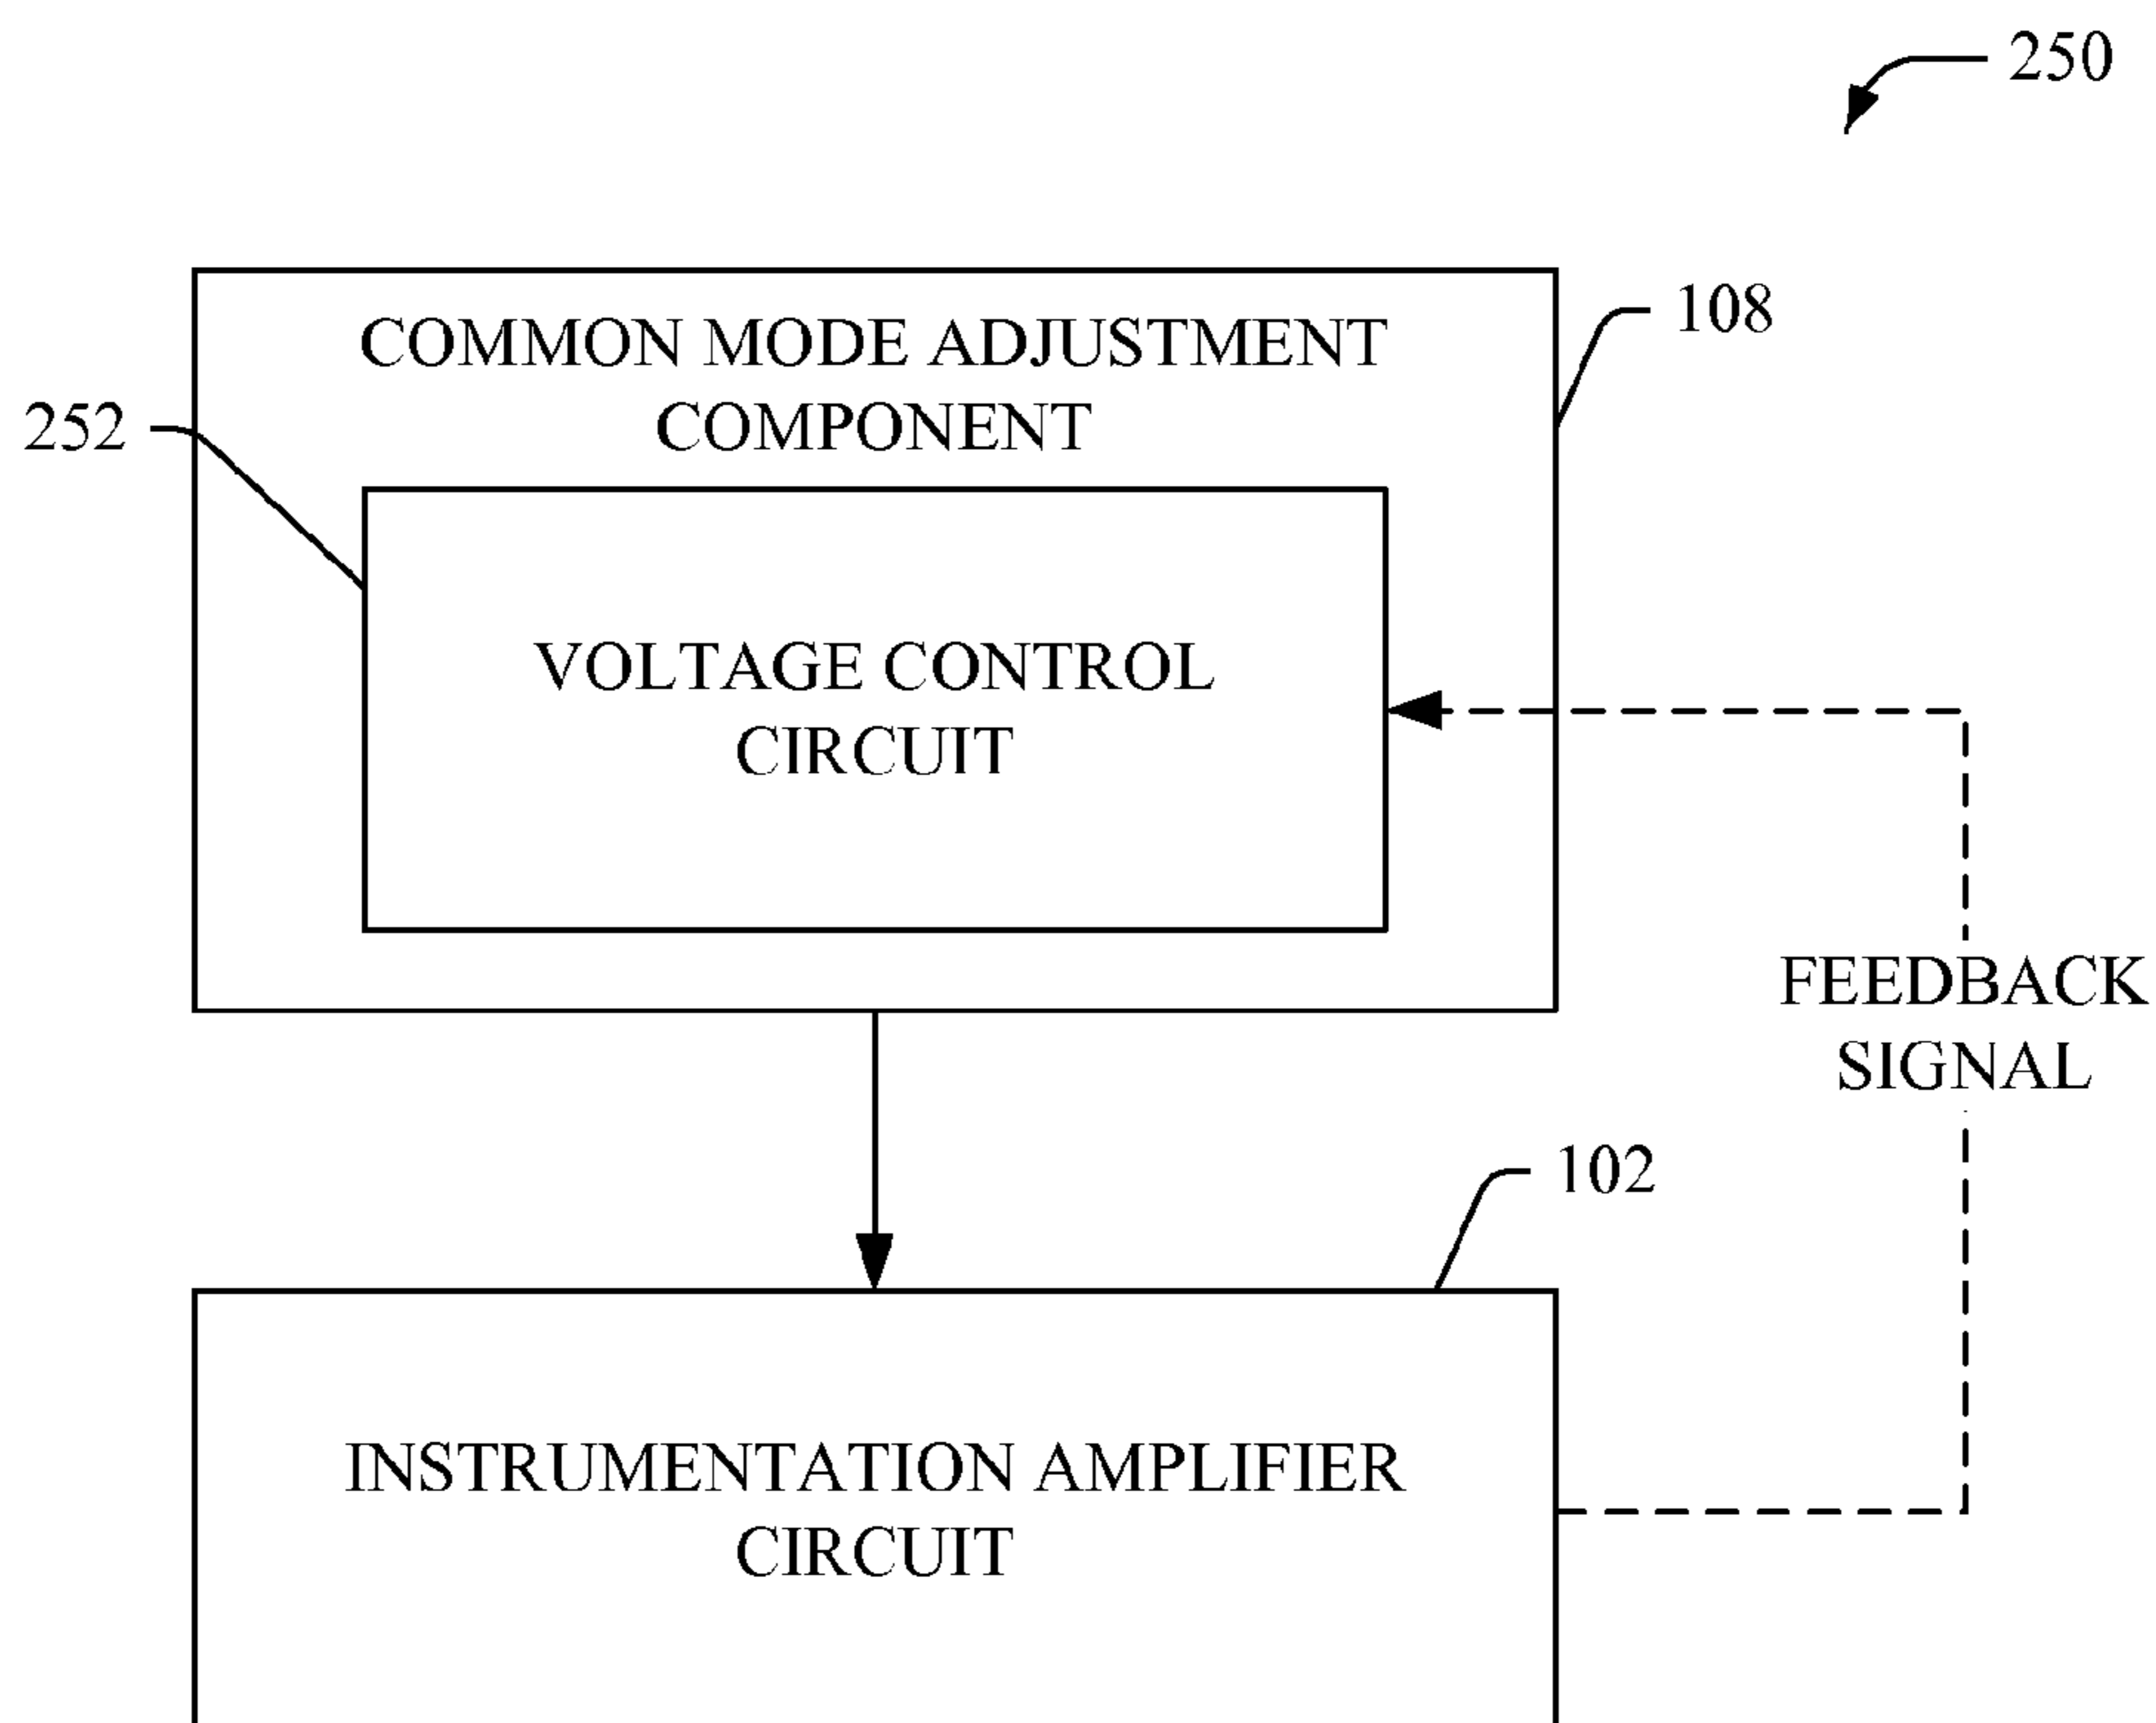 250
108
COMMON MODE ADJUSTMENT
COMPONENT
252
VOLTAGE CONTROL
CIRCUIT
FEEDBACK
SIGNAL
102
INSTRUMENTATION AMPLIFIER
CIRCUIT